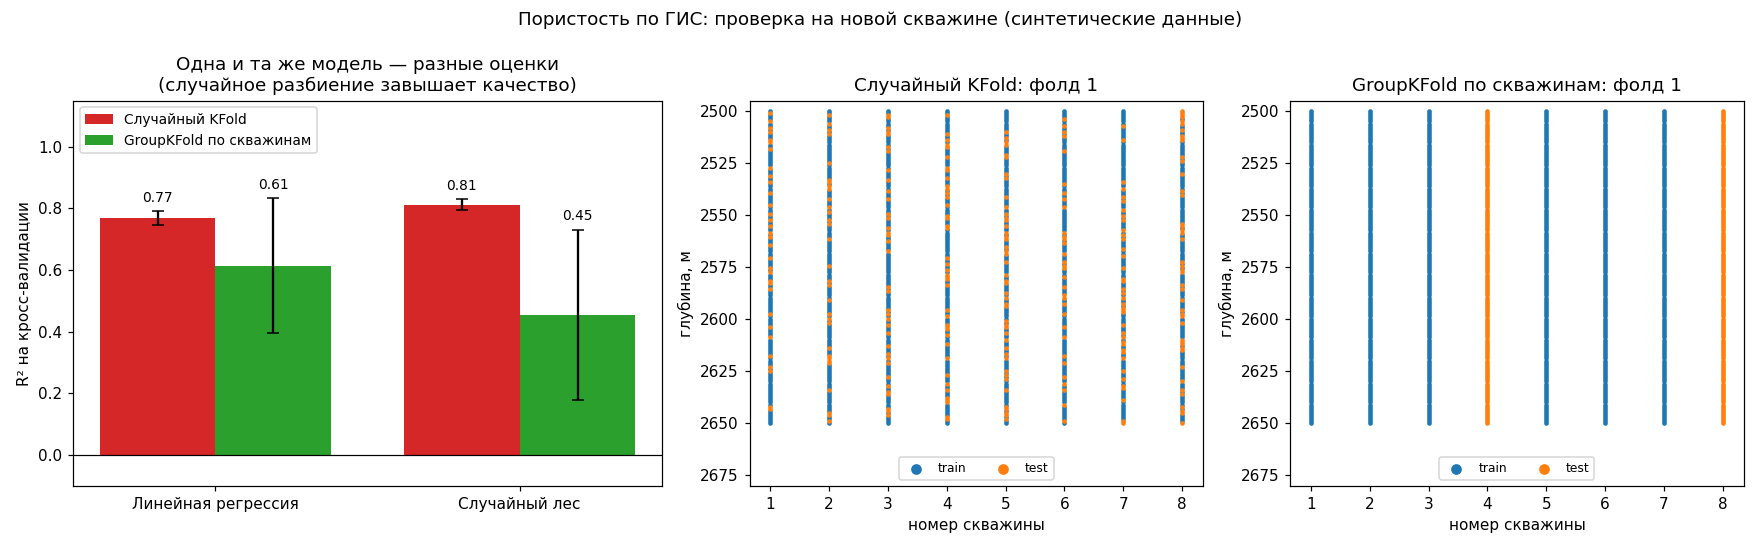 Пористость по ГИС: проверка на новой скважине (синтетические данные)
Одна и та же модель — разные оценки
(случайное разбиение завышает качество)
Случайный KFold
GroupKFold по скважинам
R² на кросс-валидации
1.0
0.8
0.6
0.4
0.2
0.0
0.77
0.61
0.81
0.45
Линейная регрессия
Случайный лес
Случайный KFold: фолд 1
глубина, м
2500
2525
2550
2575
2600
2625
2650
2675
train
test
1 2 3 4 5 6 7 8
номер скважины
GroupKFold по скважинам: фолд 1
глубина, м
2500
2525
2550
2575
2600
2625
2650
2675
train
test
1 2 3 4 5 6 7 8
номер скважины